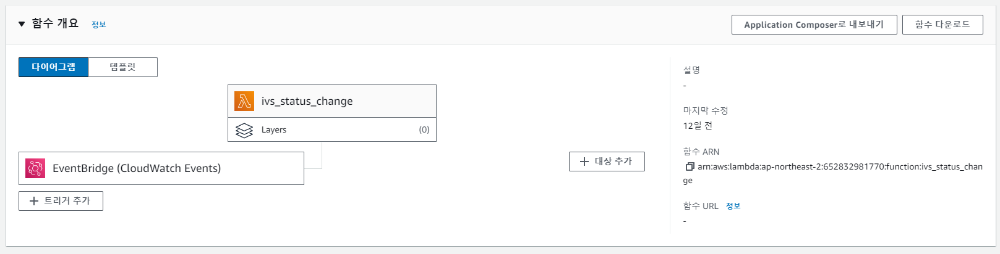 함수 개요 정보
Application Composer로 내보내기
함수 다운로드
다이어그램
템플릿
ivs_status_change
Layers (0)
EventBridge (CloudWatch Events)
트리거 추가
대상 추가
설명
-
마지막 수정
12일 전
함수 ARN
arn:aws:lambda:ap-northeast-2:652832981770:function:ivs_status_chan
ge
함수 URL 정보
-